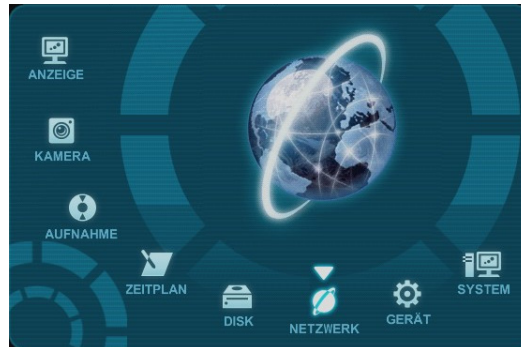 ANZEIGE
KAMERA
AUFNAHME
ZEITPLAN
DISK
NETZWERK
GERÄT
SYSTEM